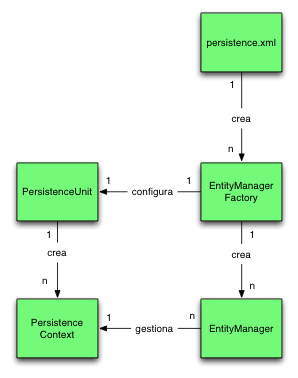 persistence.xml
1
crea
n
PersistenceUnit
1
configura
1
EntityManager
Factory
1
crea
n
1
crea
n
Persistence
Context
1
gestiona
n
EntityManager